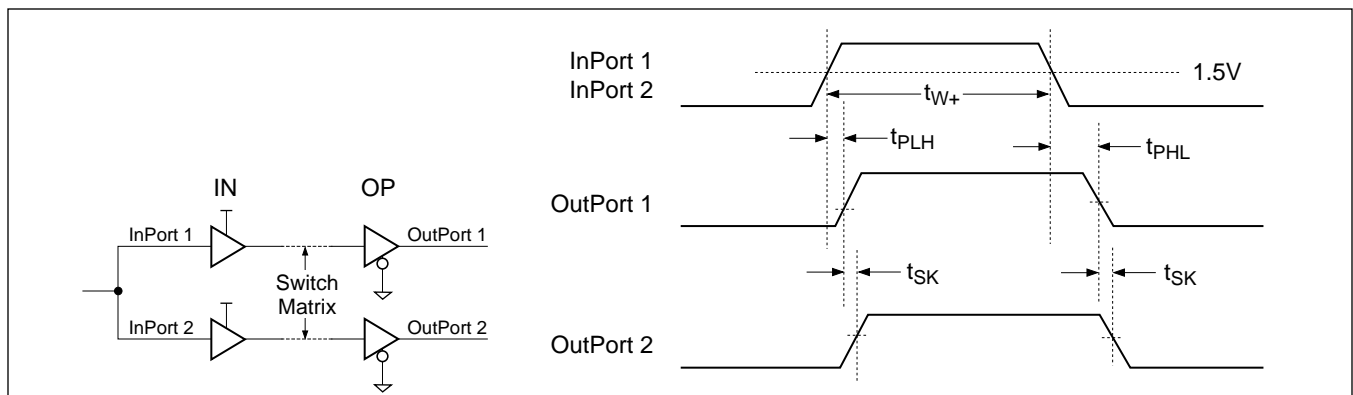 IN
OP
InPort 1
OutPort 1
Switch
Matrix
InPort 2
OutPort 2
InPort 1
InPort 2
1.5V
tW+
tPLH
tPHL
OutPort 1
tSK
tSK
OutPort 2